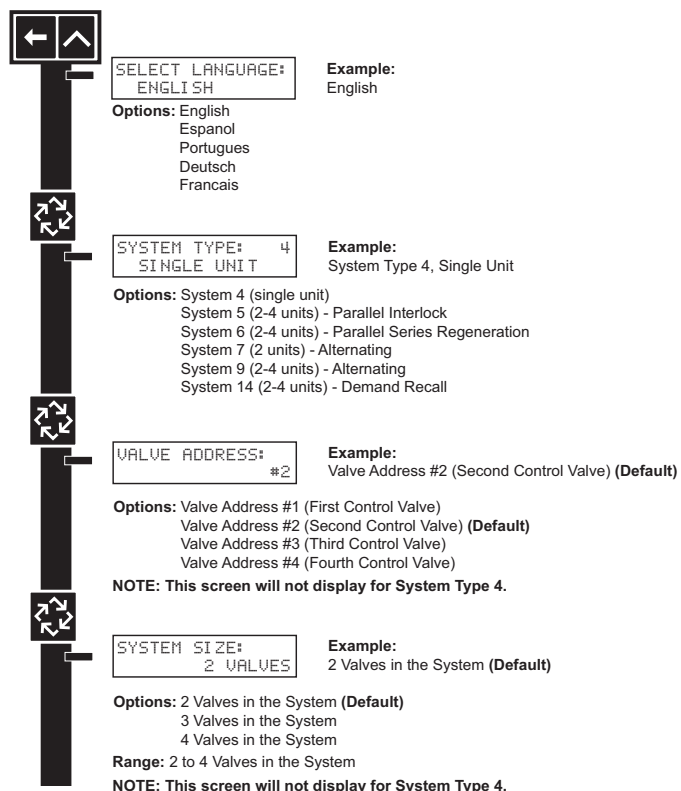 SELECT LANGUAGE:
ENGLISH
Example:
English
Options: English
Espanol
Portugues
Deutsch
Francais
SYSTEM TYPE: 4
SINGLE UNIT
Example:
System Type 4, Single Unit
Options: System 4 (single unit)
System 5 (2-4 units) - Parallel Interlock
System 6 (2-4 units) - Parallel Series Regeneration
System 7 (2 units) - Alternating
System 9 (2-4 units) - Alternating
System 14 (2-4 units) - Demand Recall
VALVE ADDRESS:
#2
Example:
Valve Address #2 (Second Control Valve) (Default)
Options: Valve Address #1 (First Control Valve)
Valve Address #2 (Second Control Valve) (Default)
Valve Address #3 (Third Control Valve)
Valve Address #4 (Fourth Control Valve)
NOTE: This screen will not display for System Type 4.
SYSTEM SIZE:
2 VALVES
Example:
2 Valves in the System (Default)
Options: 2 Valves in the System (Default)
3 Valves in the System
4 Valves in the System
Range: 2 to 4 Valves in the System
NOTE: This screen will not display for System Type 4.